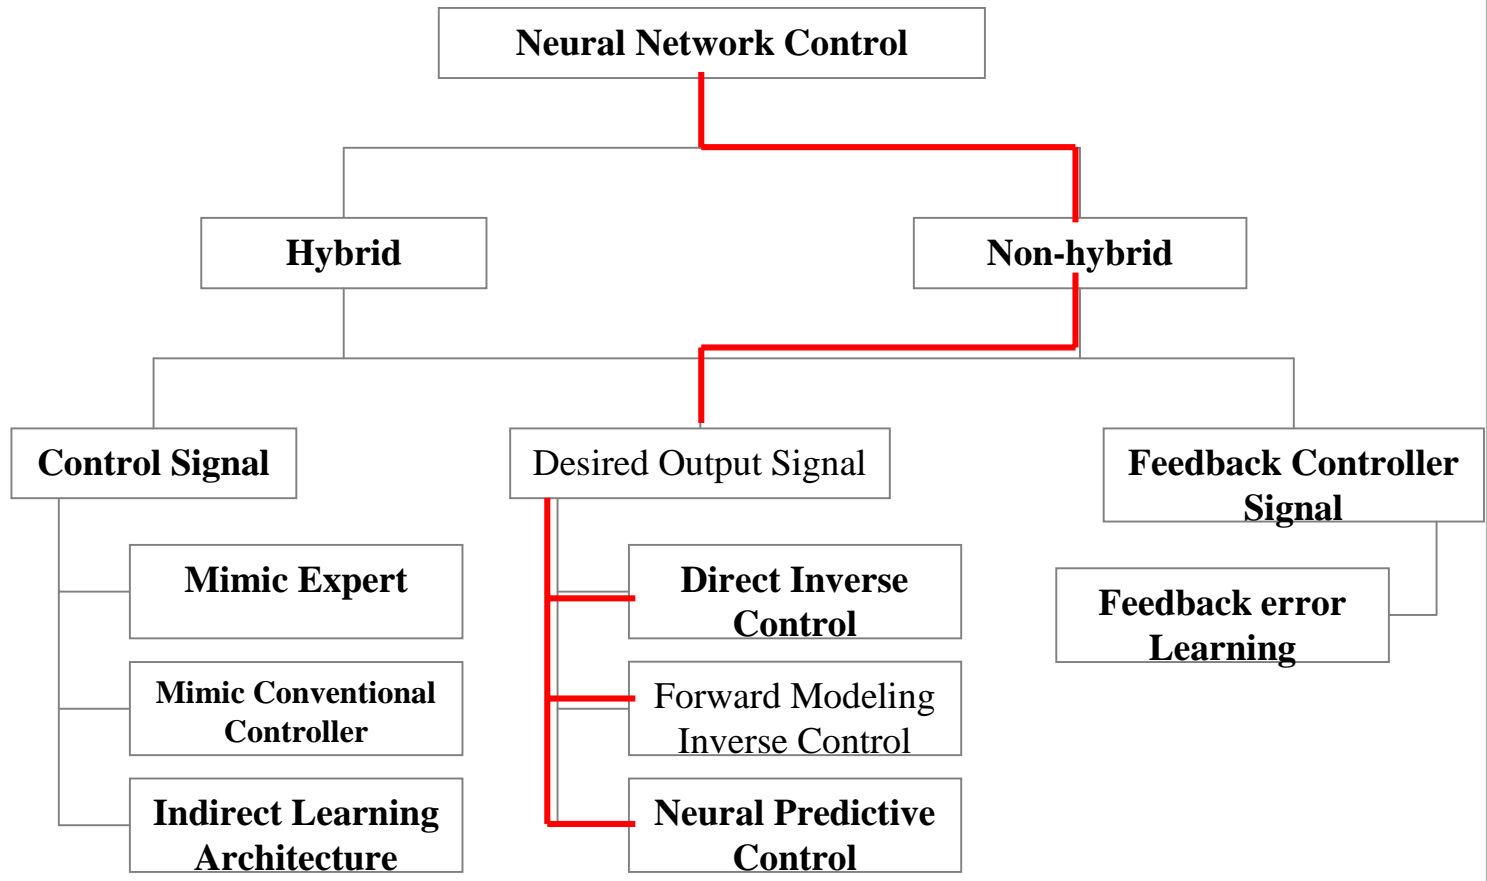 Neural Network Control
Hybrid
Non-hybrid
Control Signal
Desired Output Signal
Feedback Controller
Signal
Mimic Expert
Direct Inverse
Control
Feedback error
Learning
Mimic Conventional
Controller
Forward Modeling
Inverse Control
Indirect Learning
Architecture
Neural Predictive
Control